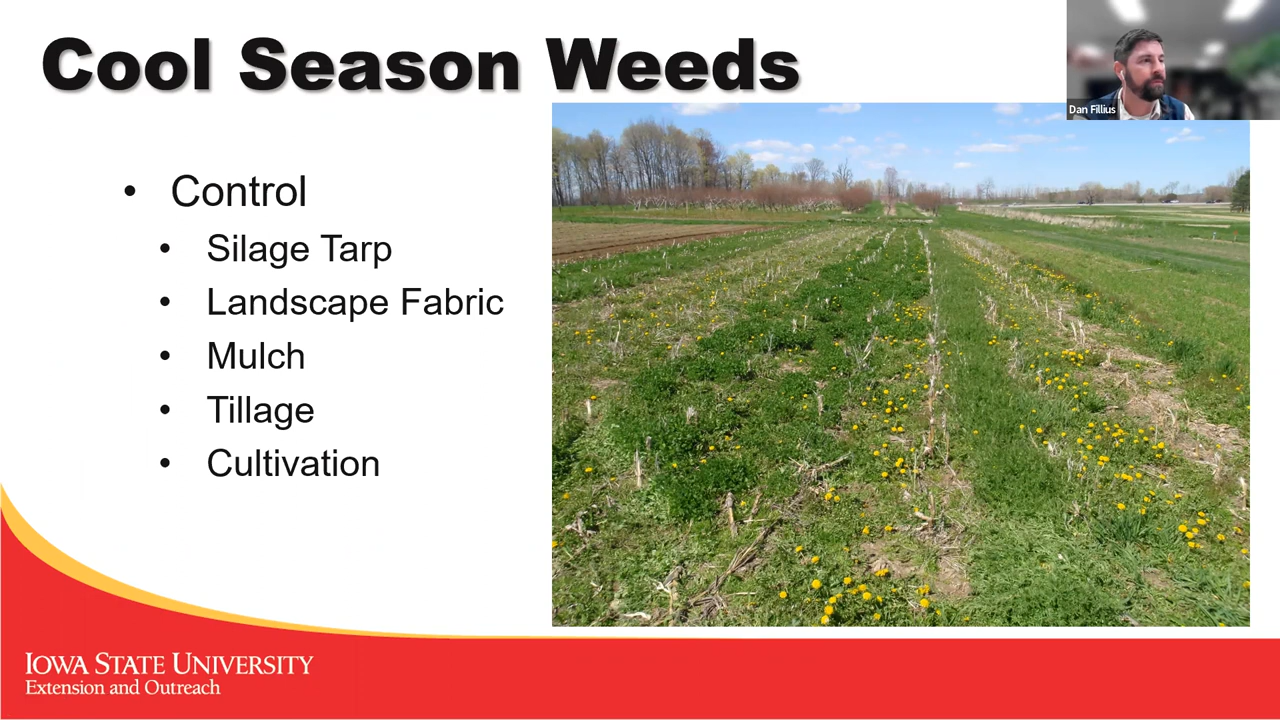 Cool Season Weeds
Dan Fillius
• Control
• Silage Tarp
• Landscape Fabric
• Mulch
• Tillage
• Cultivation
IOWA STATE UNIVERSITY
Extension and Outreach